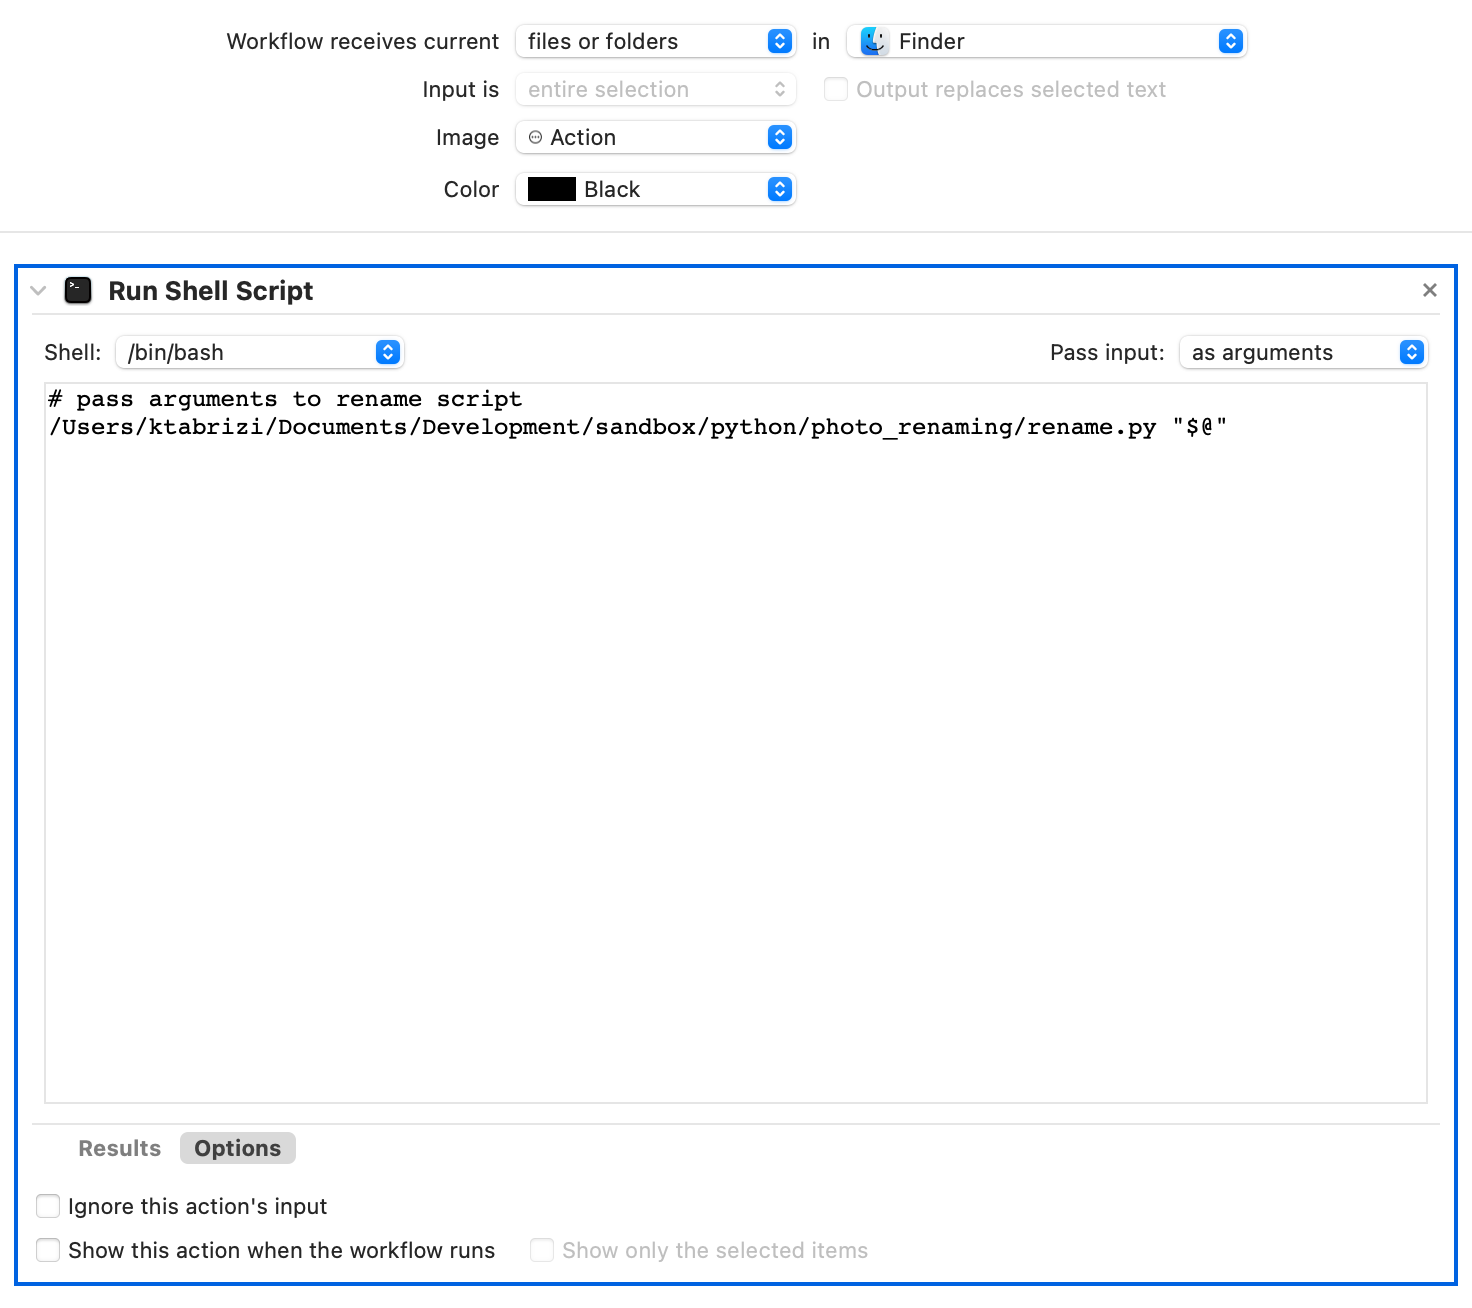 Workflow receives current files or folders in Finder
Input is entire selection Output replaces selected text
Image Action
Color Black
Run Shell Script
Shell: /bin/bash Pass input: as arguments
# pass arguments to rename script
/Users/ktabrizi/Documents/Development/sandbox/python/photo_renaming/rename.py "$@"
Results Options
Ignore this action's input
Show this action when the workflow runs Show only the selected items